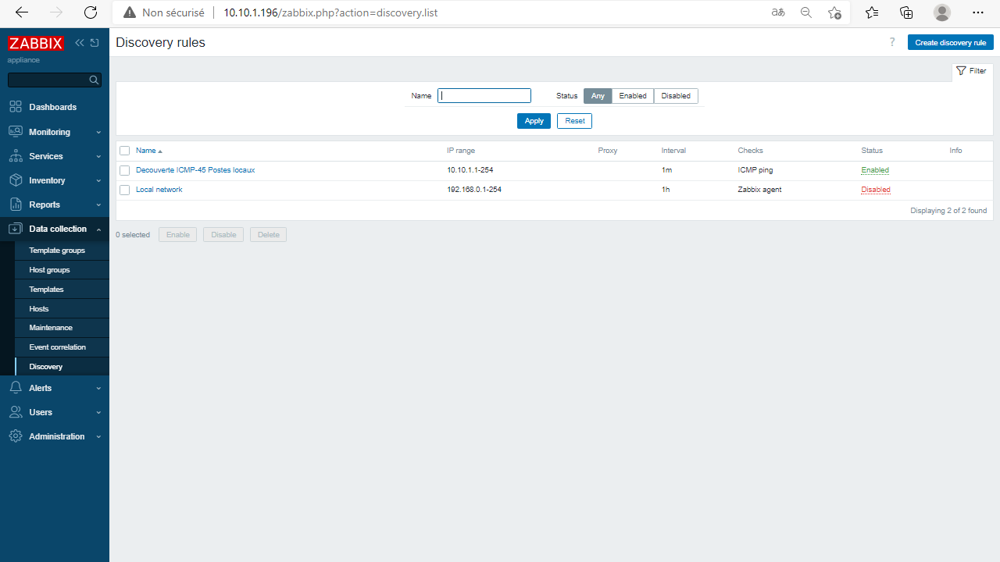 Non sécurisé
10.10.1.196/zabbix.php?action=discovery.list
ZABBIX
appliance
Dashboards
Monitoring
Services
Inventory
Reports
Data collection
Template groups
Host groups
Templates
Hosts
Maintenance
Event correlation
Discovery
Alerts
Users
Administration
Discovery rules
? Create discovery rule
Filter
Name Status Any Enabled Disabled
Apply Reset
Name IP range Proxy Interval Checks Status Info
Decouverte ICMP-45 Postes locaux 10.10.1.1-254 1m ICMP ping Enabled
Local network 192.168.0.1-254 1h Zabbix agent Disabled
Displaying 2 of 2 found
0 selected Enable Disable Delete